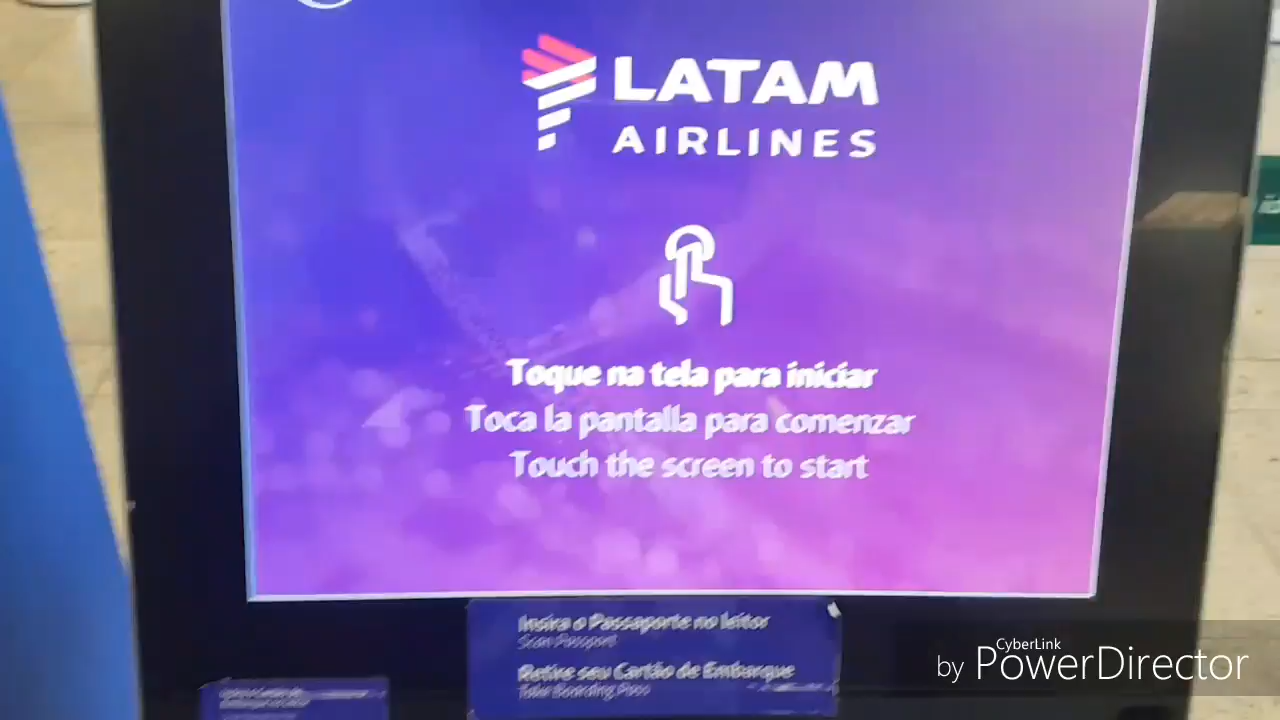 LATAM
AIRLINES
Toque na tela para iniciar
Toca la pantalla para comenzar
Touch the screen to start
Insira o Passaporte no leitor
Scan Passport
Retire seu Cartão de Embarque
Take Boarding Pass
CyberLink
by PowerDirector